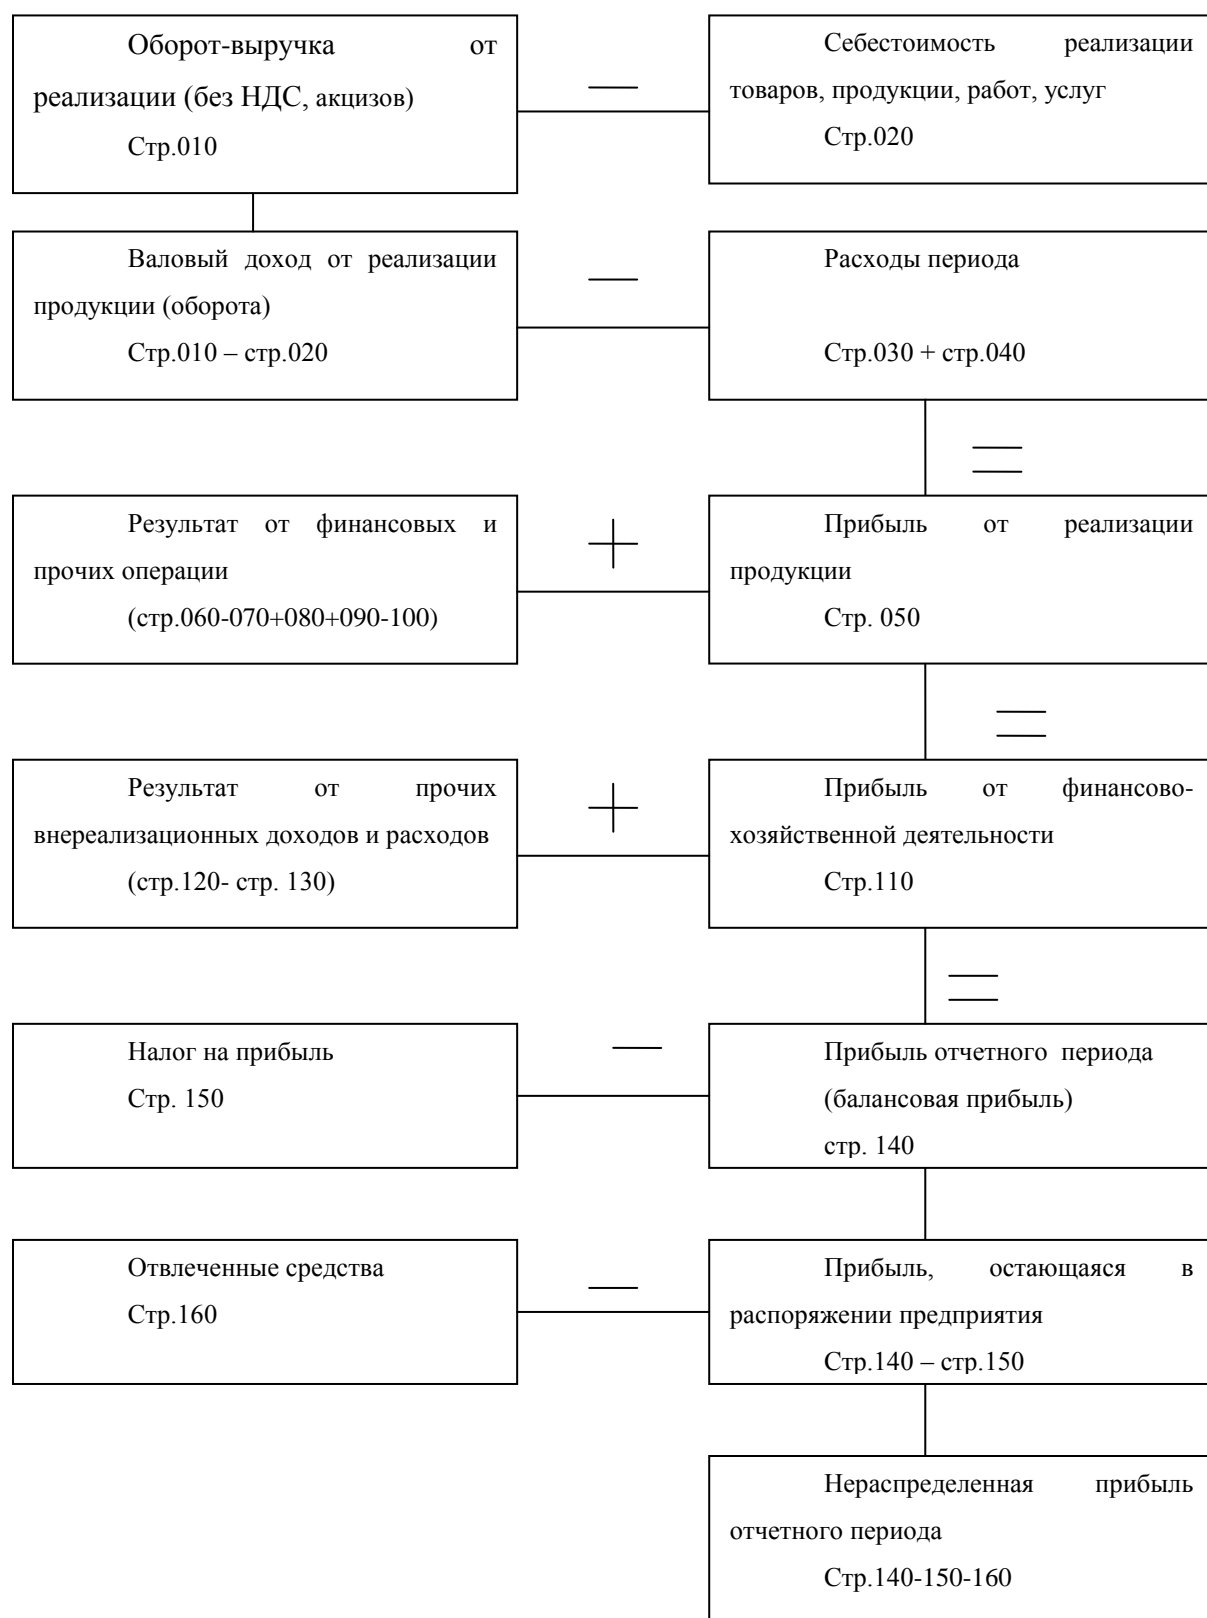 Оборот-выручка от
реализации (без НДС, акцизов)
Стр.010
Себестоимость реализации
товаров, продукции, работ, услуг
Стр.020
Валовый доход от реализации
продукции (оборота)
Стр.010 – стр.020
Расходы периода
Стр.030 + стр.040
Результат от финансовых и
прочих операции
(стр.060-070+080+090-100)
Прибыль от реализации
продукции
Стр. 050
Результат от прочих
внереализационных доходов и расходов
(стр.120- стр. 130)
Прибыль от финансово-
хозяйственной деятельности
Стр.110
Налог на прибыль
Стр. 150
Прибыль отчетного периода
(балансовая прибыль)
стр. 140
Отвлеченные средства
Стр.160
Прибыль, остающаяся в
распоряжении предприятия
Стр.140 – стр.150
Нераспределенная прибыль
отчетного периода
Стр.140-150-160